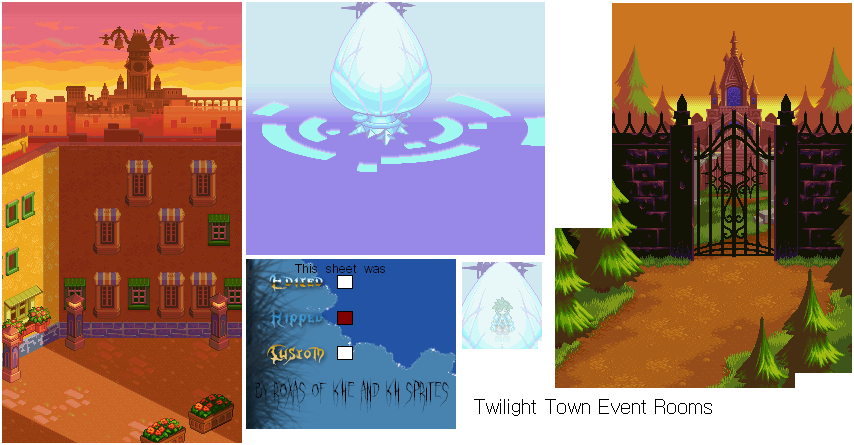 This sheet was
Edited
Ripped
Custom
BY ROXAS OF KHE AND KH SPRITES
Twilight Town Event Rooms